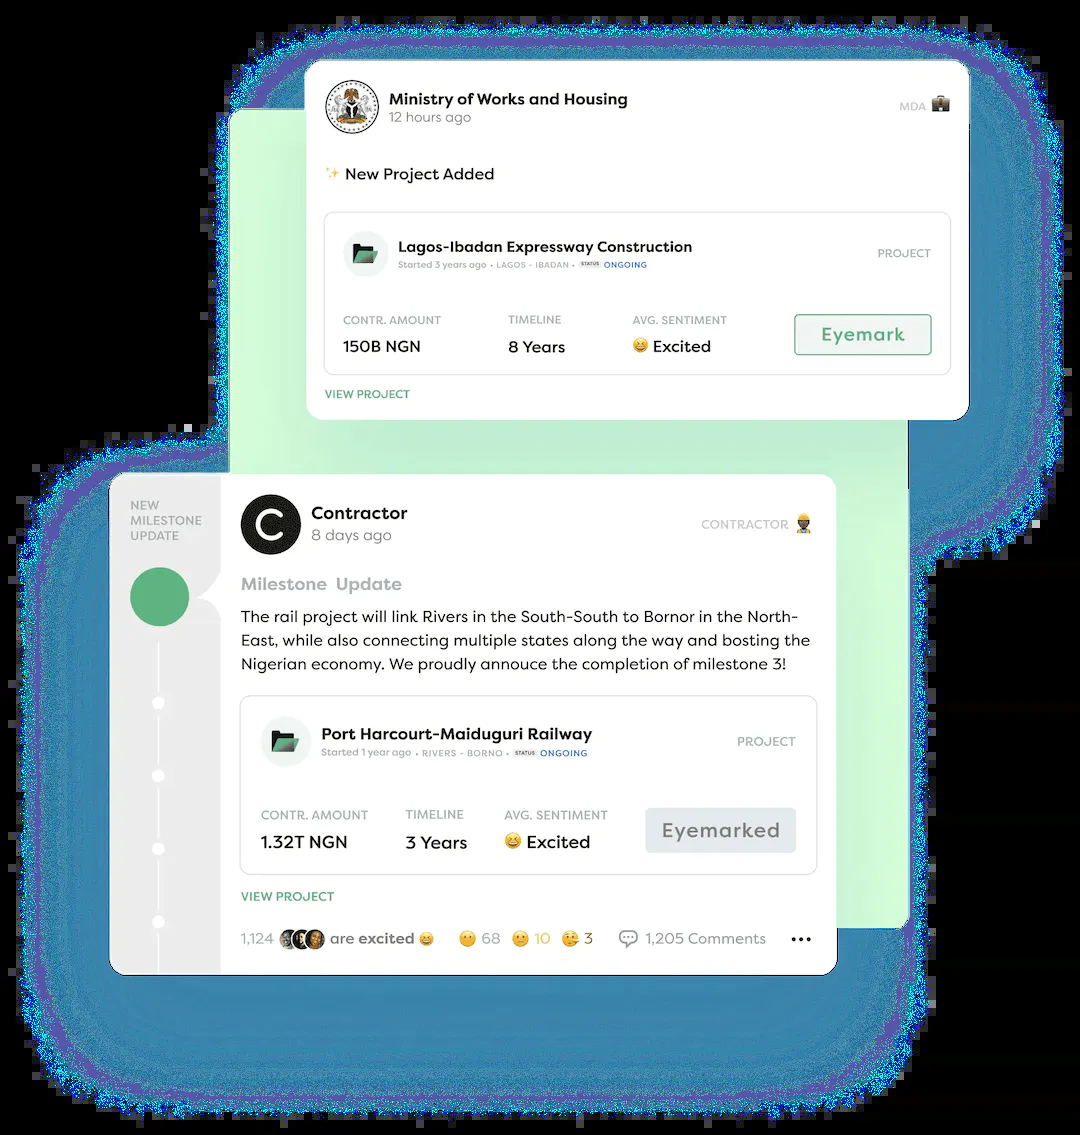 Ministry of Works and Housing
12 hours ago
MDA
New Project Added
Lagos-Ibadan Expressway Construction
Started 3 years ago • LAGOS - IBADAN • STATUS ONGOING
PROJECT
CONTR. AMOUNT TIMELINE AVG. SENTIMENT
150B NGN 8 Years Excited
Eyemark
VIEW PROJECT
NEW
MILESTONE
UPDATE
C
Contractor
8 days ago
CONTRACTOR
Milestone Update
The rail project will link Rivers in the South-South to Bornor in the North-
East, while also connecting multiple states along the way and bosting the
Nigerian economy. We proudly annouce the completion of milestone 3!
Port Harcourt-Maiduguri Railway
Started 1 year ago • RIVERS - BORNO • STATUS ONGOING
PROJECT
CONTR. AMOUNT TIMELINE AVG. SENTIMENT
1.32T NGN 3 Years Excited
Eyemarked
VIEW PROJECT
1,124 are excited 68 10 3 1,205 Comments